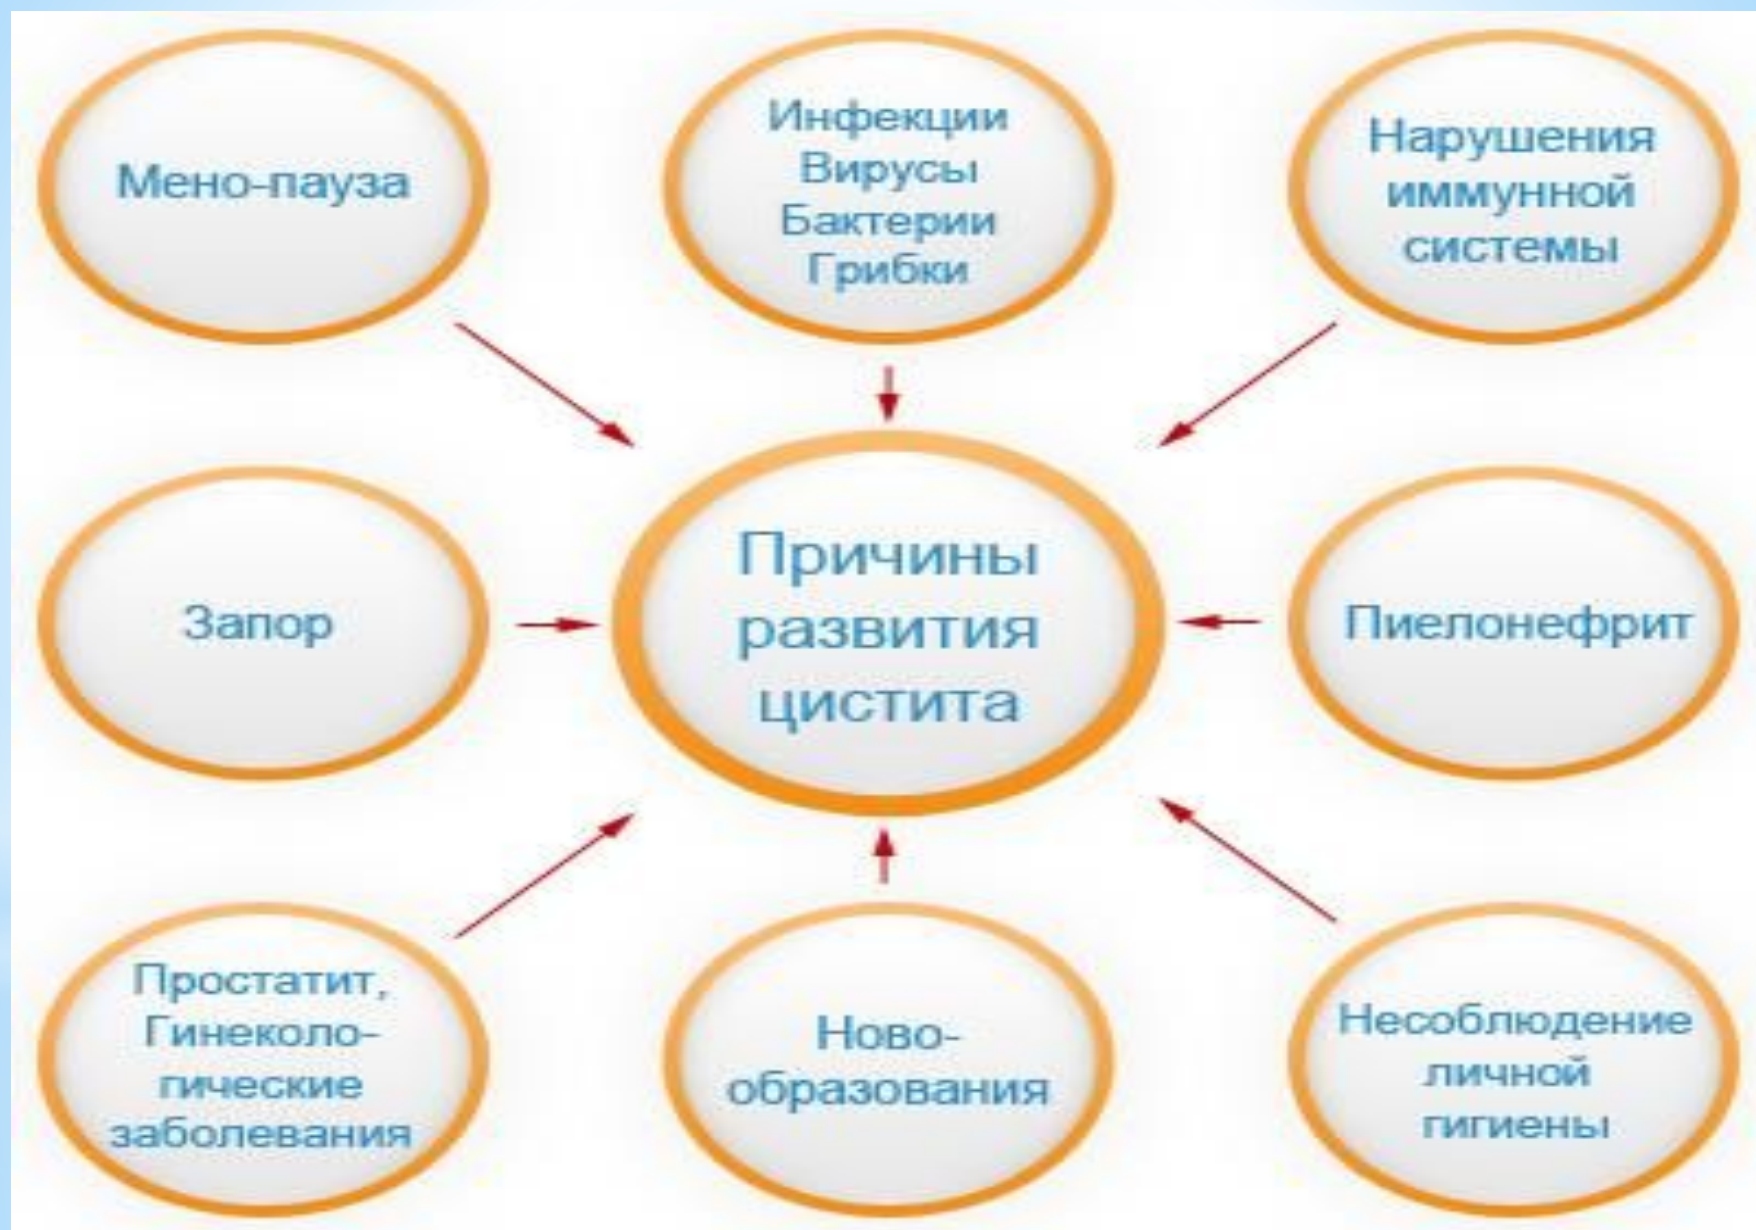 Мено-пауза
Инфекции
Вирусы
Бактерии
Грибки
Нарушения
иммунной
системы
Запор
Причины
развития
цистита
Пиелонефрит
Простатит,
Гинеколо-
гические
заболевания
Ново-
образования
Несоблюдение
личной
гигиены